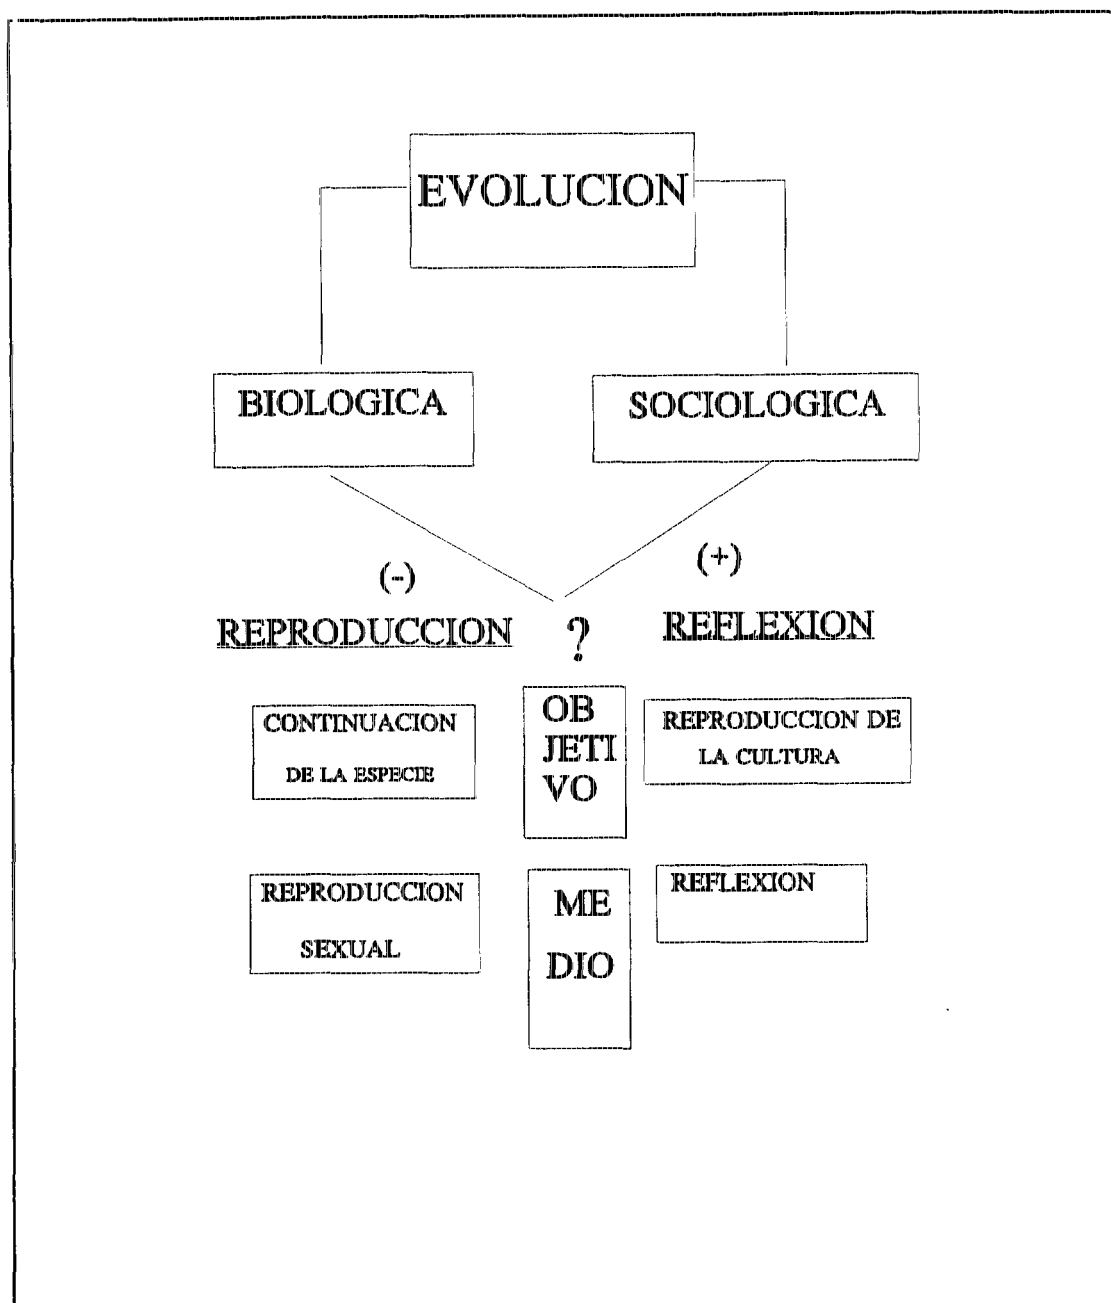 EVOLUCION
BIOLOGICA
SOCIOLOGICA
(-)
(+)
REPRODUCCION
?
REFLEXION
CONTINUACION
DE LA ESPECIE
OB
JETI
VO
REPRODUCCION DE
LA CULTURA
REPRODUCCION
SEXUAL
ME
DIO
REFLEXION